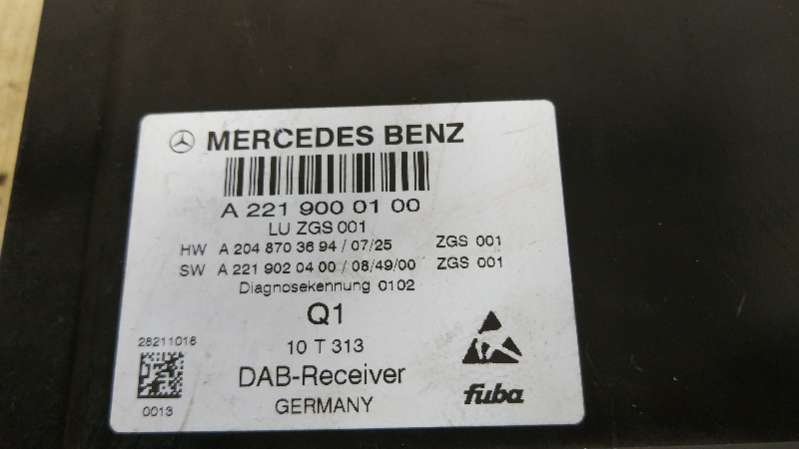 MERCEDES BENZ
A 221 900 01 00
LU ZGS 001
HW A 204 870 36 94 / 07/25 ZGS 001
SW A 221 902 04 00 / 08/49/00 ZGS 001
Diagnosekennung 0102
Q1
28211018
10 T 313
DAB-Receiver
fuba
0013
GERMANY